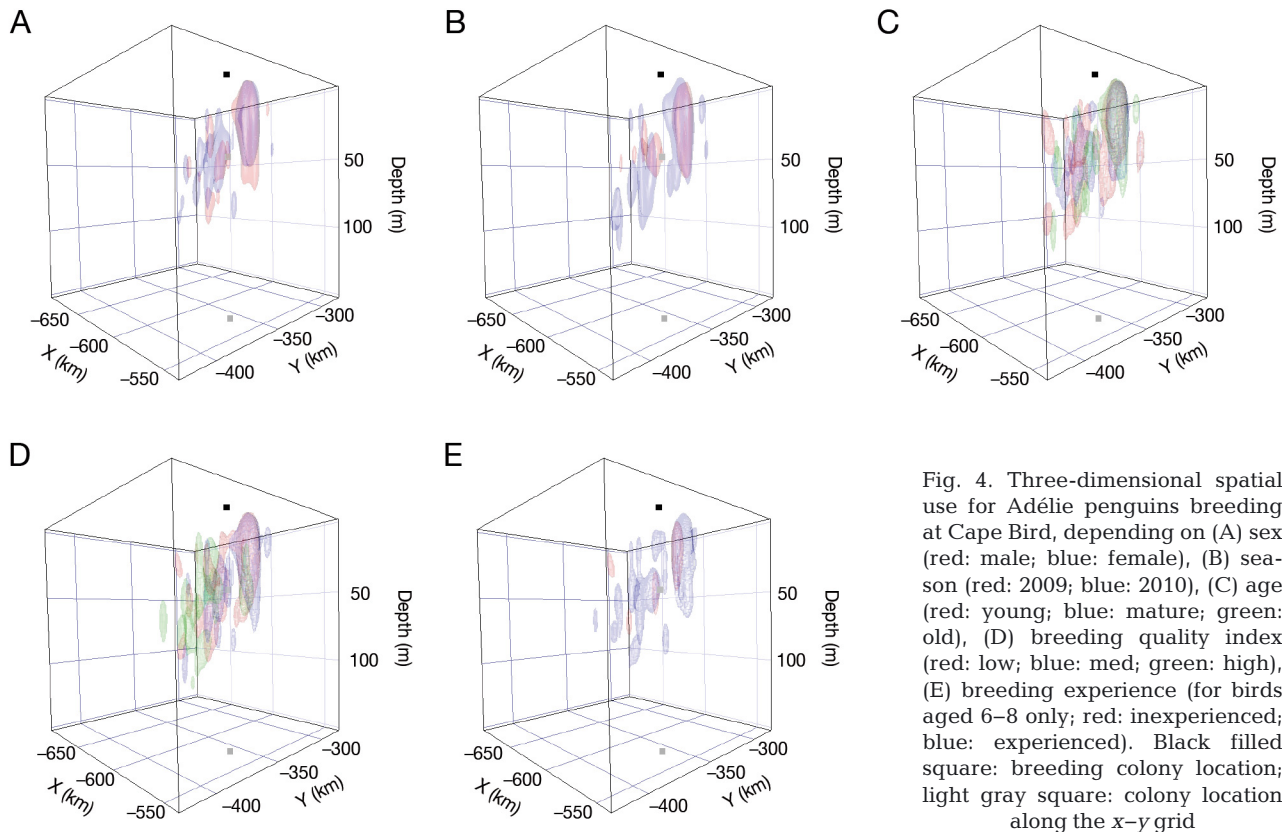 A
B
C
50
100
Depth (m)
–650
–600
–550
X (km)
–400
–350
–300
Y (km)
50
100
Depth (m)
–650
–600
–550
X (km)
–400
–350
–300
Y (km)
50
100
Depth (m)
–650
–600
–550
X (km)
–400
–350
–300
Y (km)
D
E
50
100
Depth (m)
–650
–600
–550
X (km)
–400
–350
–300
Y (km)
50
100
Depth (m)
–650
–600
–550
X (km)
–400
–350
–300
Y (km)
Fig. 4. Three-dimensional spatial
use for Adélie penguins breeding
at Cape Bird, depending on (A) sex
(red: male; blue: female), (B) sea-
son (red: 2009; blue: 2010), (C) age
(red: young; blue: mature; green:
old), (D) breeding quality index
(red: low; blue: med; green: high),
(E) breeding experience (for birds
aged 6–8 only; red: inexperienced;
blue: experienced). Black filled
square: breeding colony location;
light gray square: colony location
along the x–y grid